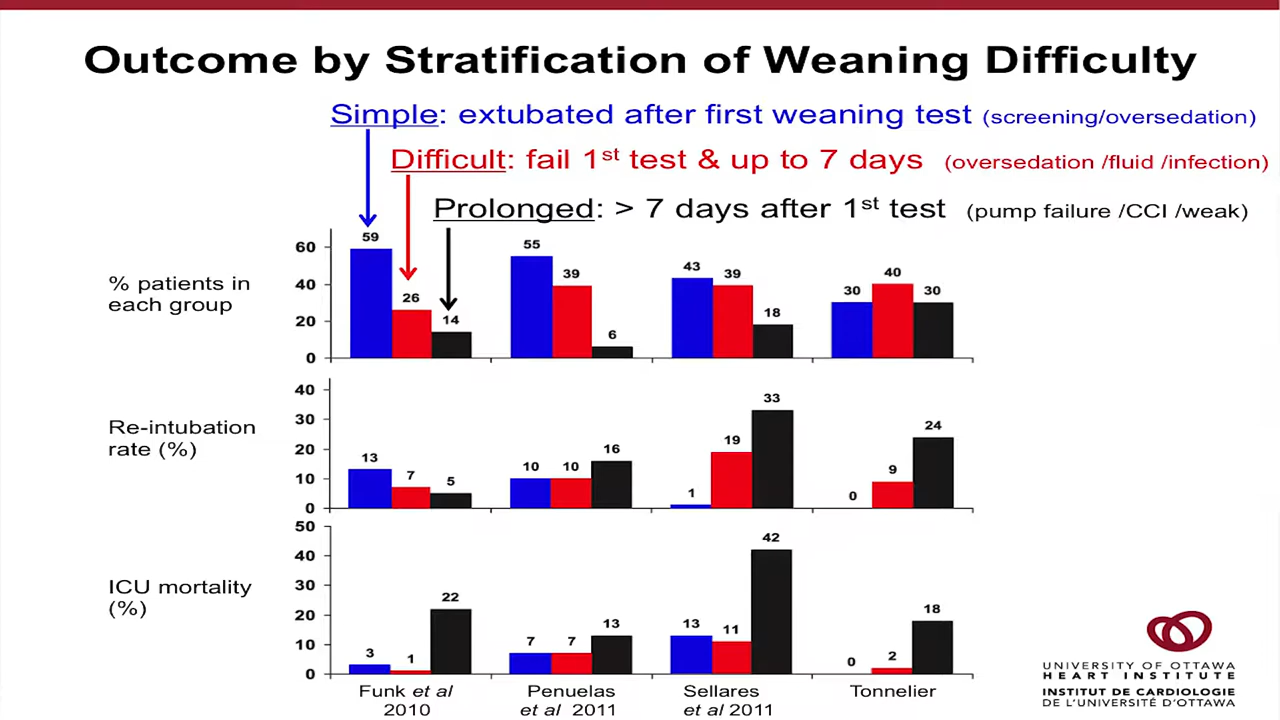 Outcome by Stratification of Weaning Difficulty
Simple: extubated after first weaning test (screening/oversedation)
Difficult: fail 1st test & up to 7 days (oversedation /fluid /infection)
Prolonged: > 7 days after 1st test (pump failure /CCI /weak)
% patients in
each group
60
40
20
0
59
26
14
55
39
6
43
39
18
30
40
30
Re-intubation
rate (%)
40
30
20
10
0
13
7
5
10
10
16
1
19
33
0
9
24
ICU mortality
(%)
50
40
30
20
10
0
3
1
22
7
7
13
13
11
42
0
2
18
Funk et al
2010
Penuelas
et al 2011
Sellares
et al 2011
Tonnelier
UNIVERSITY OF OTTAWA
HEART INSTITUTE
INSTITUT DE CARDIOLOGIE
DE L'UNIVERSITÉ D'OTTAWA